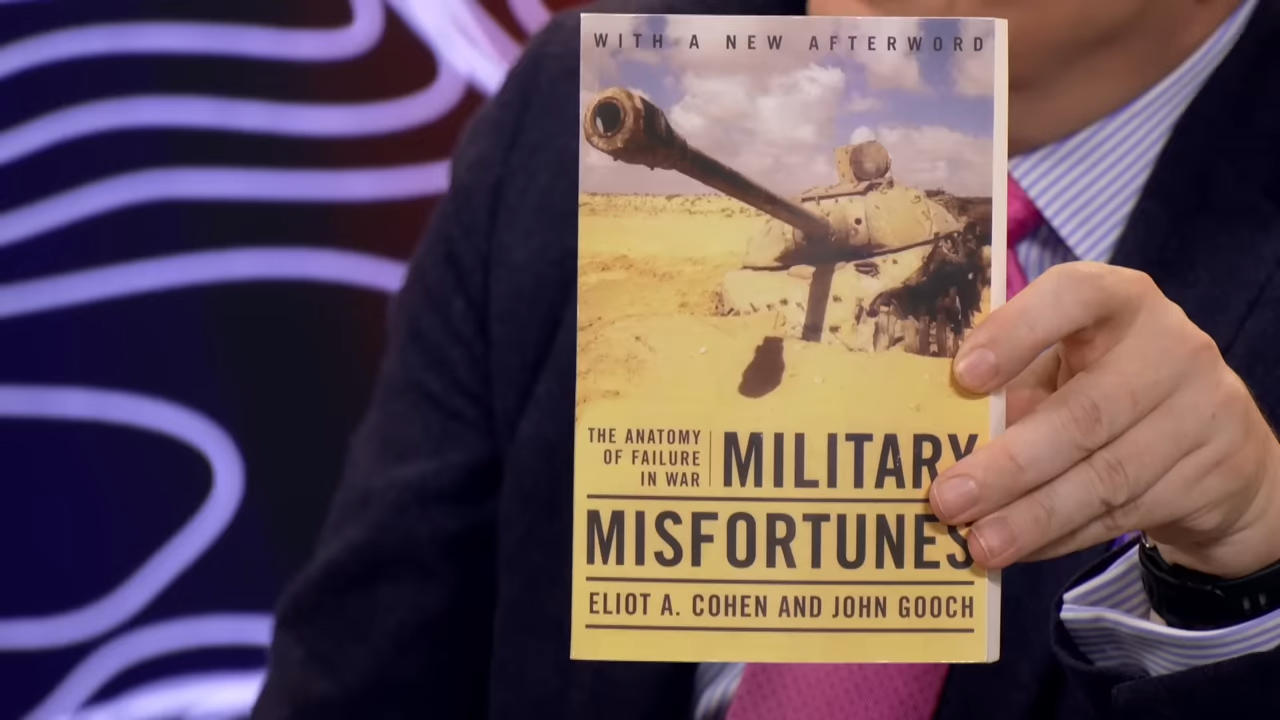 WITH A NEW AFTERWORD
THE ANATOMY
OF FAILURE
IN WAR
MILITARY
MISFORTUNES
ELIOT A. COHEN AND JOHN GOOCH